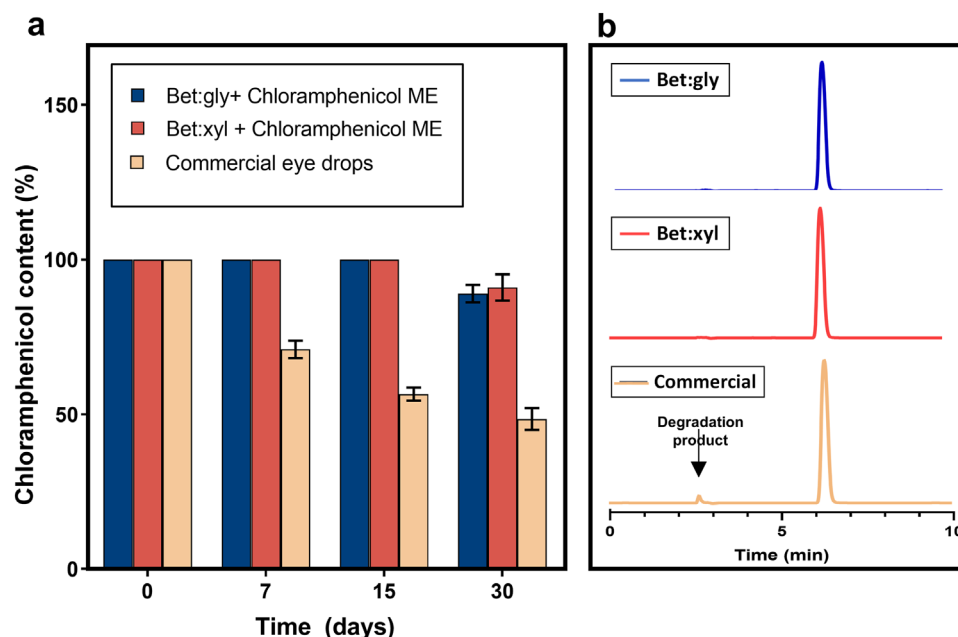 a
Chloramphenicol content (%)
150
100
50
0
Bet:gly+ Chloramphenicol ME
Bet:xyl + Chloramphenicol ME
Commercial eye drops
0 7 15 30
Time (days)
b
Bet:gly
Bet:xyl
Commercial
Degradation
product
0 5 10
Time (min)